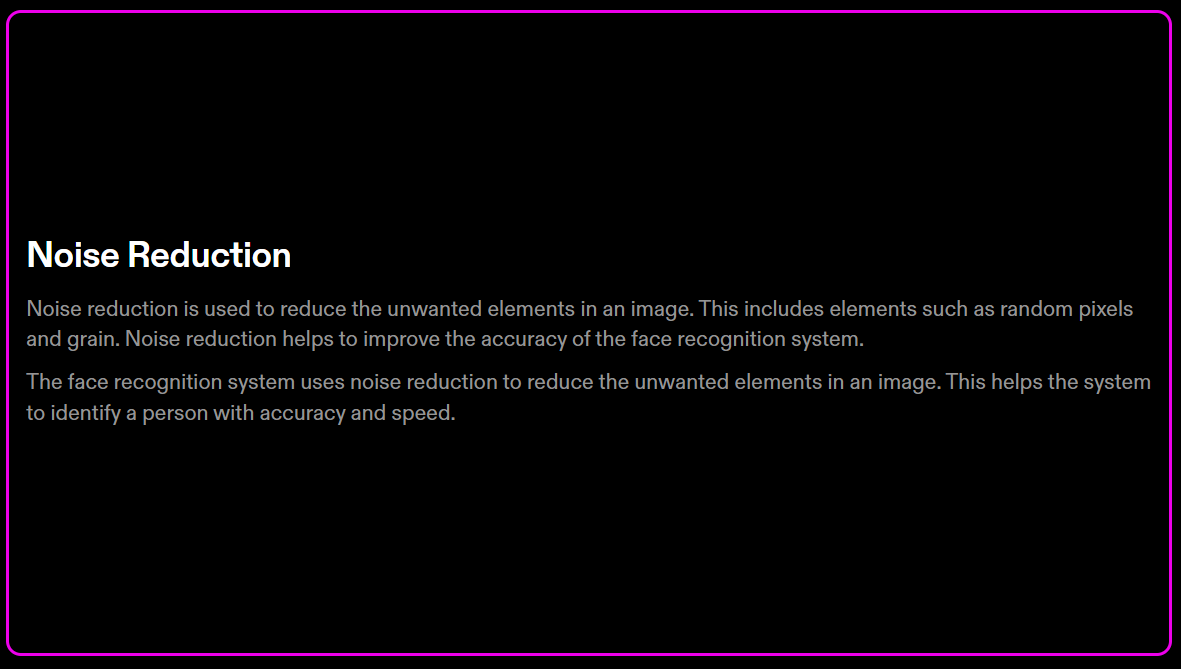 Noise Reduction
Noise reduction is used to reduce the unwanted elements in an image. This includes elements such as random pixels
and grain. Noise reduction helps to improve the accuracy of the face recognition system.
The face recognition system uses noise reduction to reduce the unwanted elements in an image. This helps the system
to identify a person with accuracy and speed.